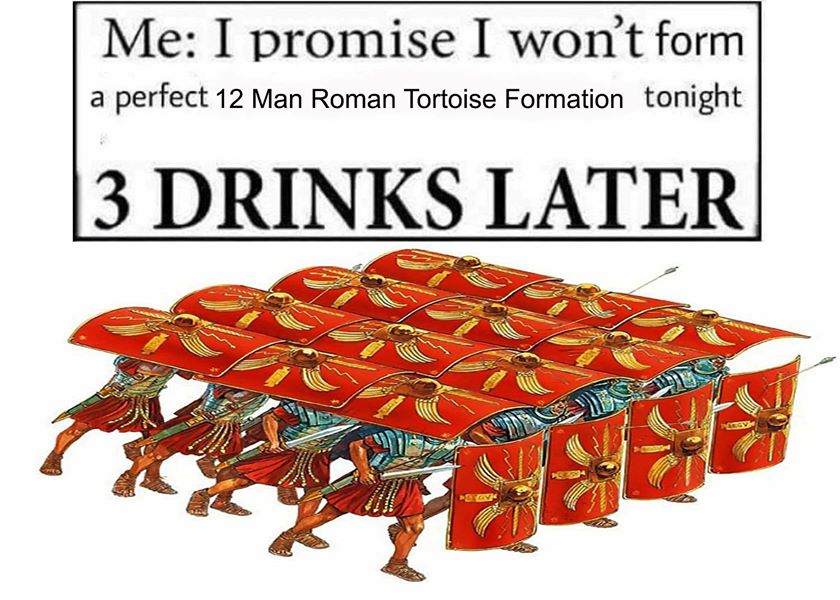 Me: I promise I won't form
a perfect 12 Man Roman Tortoise Formation tonight
3 DRINKS LATER